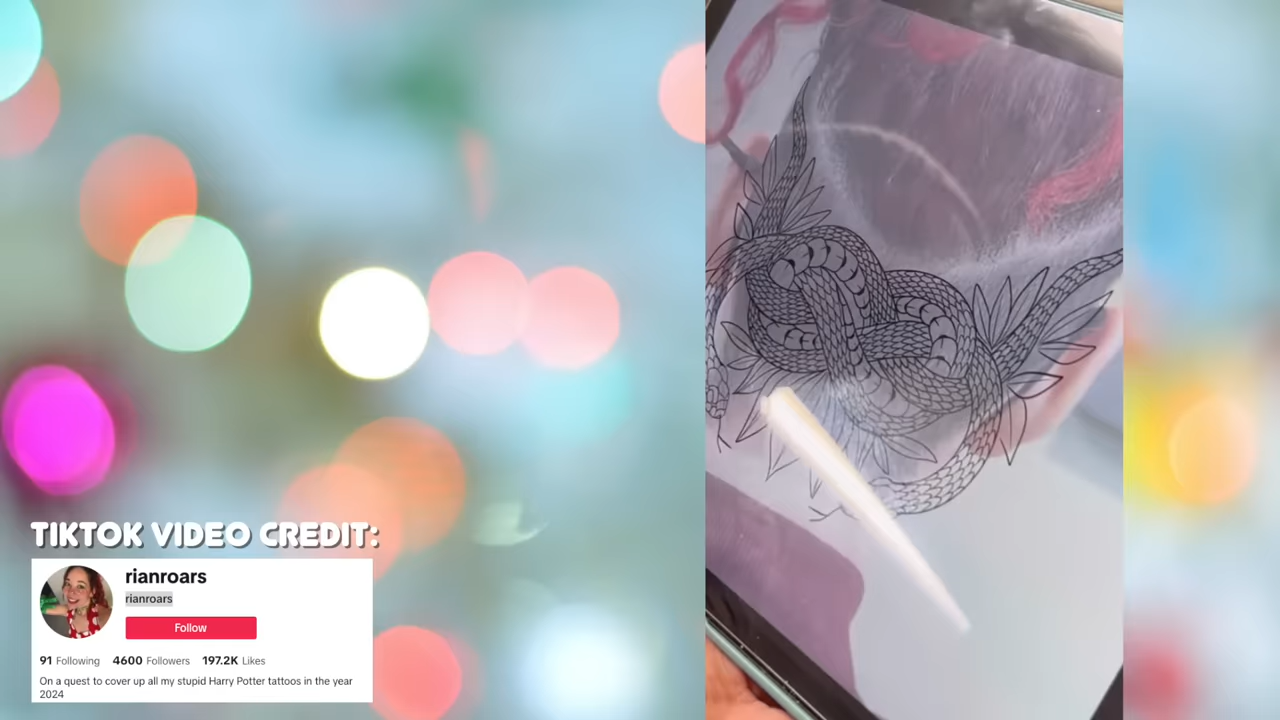 TIKTOK VIDEO CREDIT:
rianroars
rianroars
Follow
91 Following 4600 Followers 197.2K Likes
On a quest to cover up all my stupid Harry Potter tattoos in the year
2024